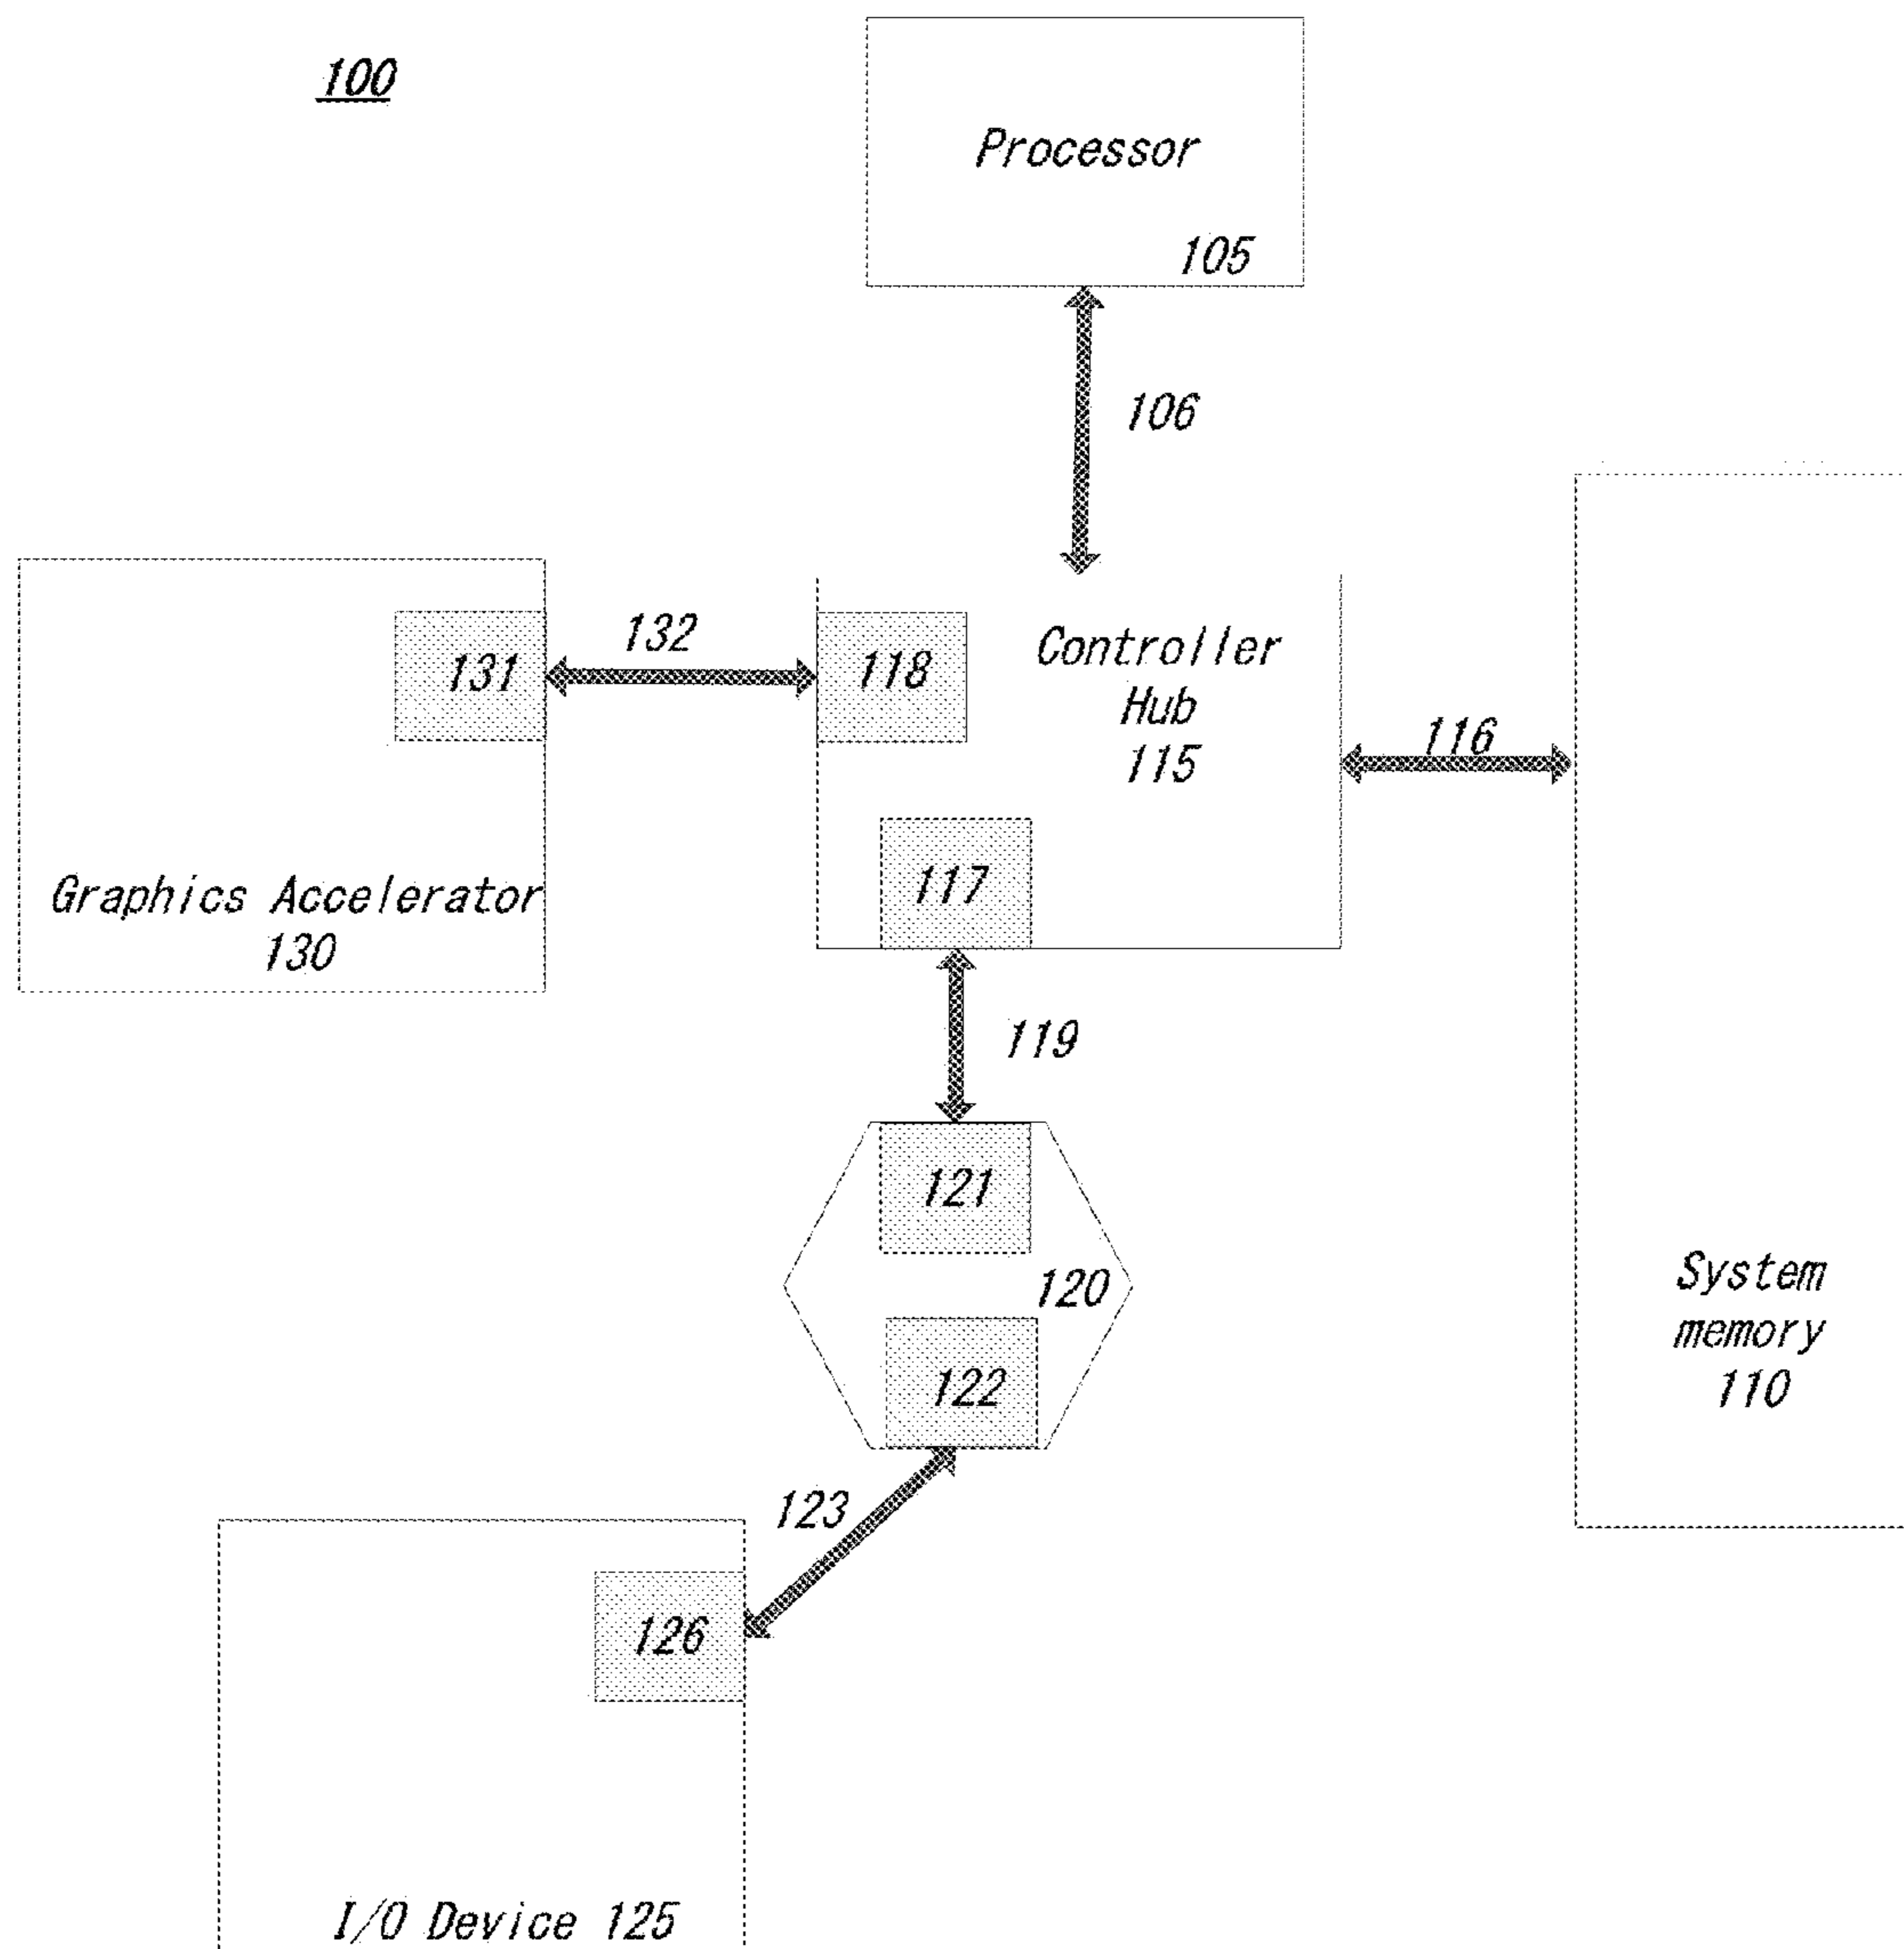 100
Processor
105
106
132
131
118
Controller
Hub
115
116
117
Graphics Accelerator
130
119
121
120
122
System
memory
110
123
126
I/O Device 125